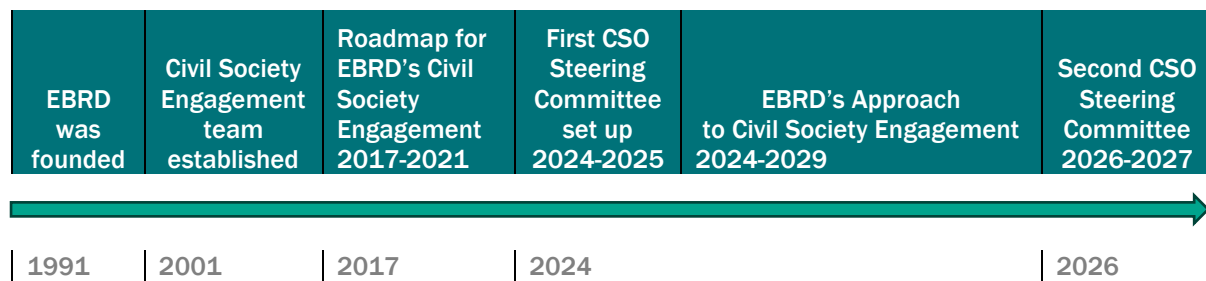 EBRD
was
founded
Civil Society
Engagement
team
established
Roadmap for
EBRD's Civil
Society
Engagement
2017-2021
First CSO
Steering
Committee
set up
2024-2025
EBRD's Approach
to Civil Society Engagement
2024-2029
Second CSO
Steering
Committee
2026-2027
1991
2001
2017
2024
2026